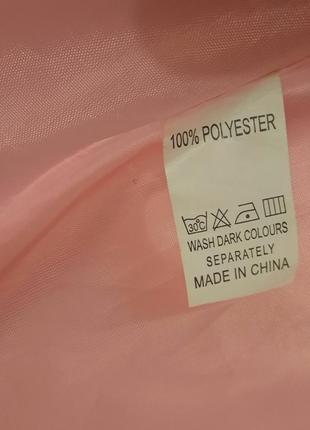 100% POLYESTER
30°C
WASH DARK COLOURS
SEPARATELY
MADE IN CHINA